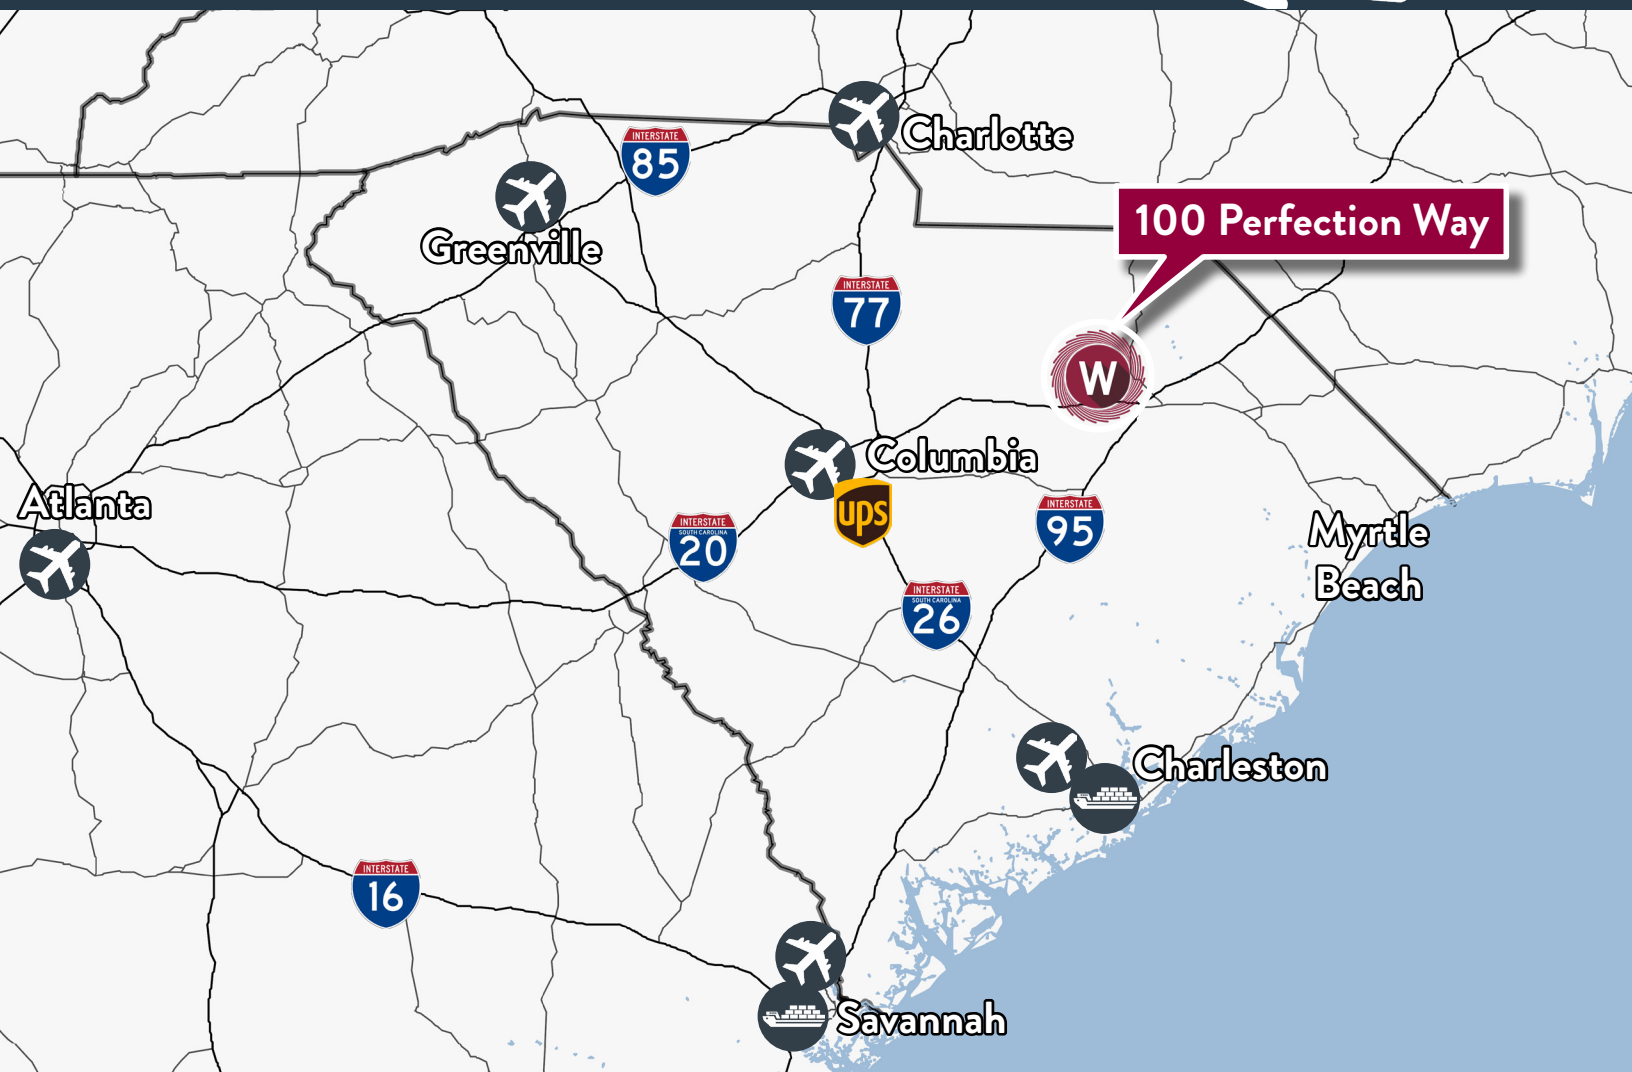 Charlotte
INTERSTATE
85
100 Perfection Way
Greenville
INTERSTATE
77
W
Columbia
Atlanta
ups
INTERSTATE
SOUTH CAROLINA
20
INTERSTATE
95
Myrtle
Beach
INTERSTATE
SOUTH CAROLINA
26
Charleston
INTERSTATE
16
Savannah